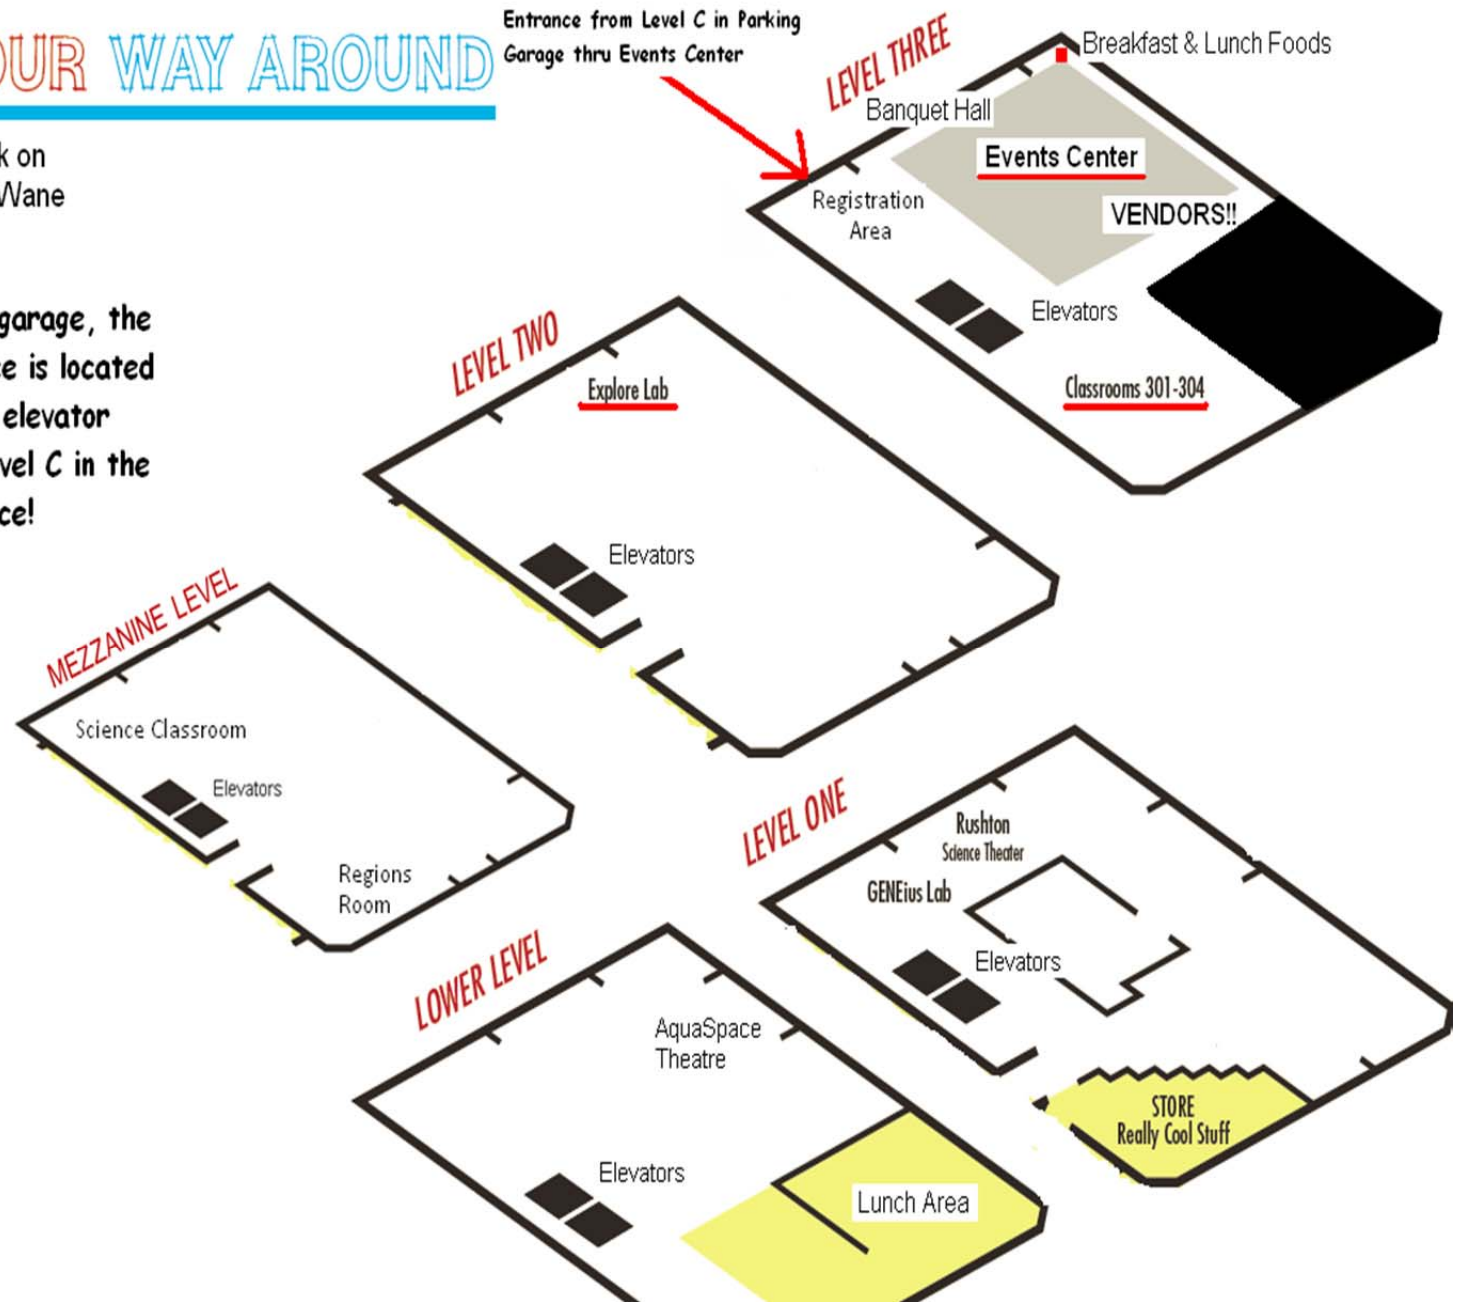 OUR WAY AROUND
k on
Wane
garage, the
ce is located
elevator
vel C in the
ce!
Entrance from Level C in Parking
Garage thru Events Center
LEVEL THREE
Breakfast & Lunch Foods
Banquet Hall
Events Center
Registration
Area
VENDORS!!
Elevators
Classrooms 301-304
LEVEL TWO
Explore Lab
Elevators
MEZZANINE LEVEL
Science Classroom
Elevators
Regions
Room
LEVEL ONE
Rushton
Science Theater
GENEius Lab
Elevators
STORE
Really Cool Stuff
LOWER LEVEL
AquaSpace
Theatre
Elevators
Lunch Area